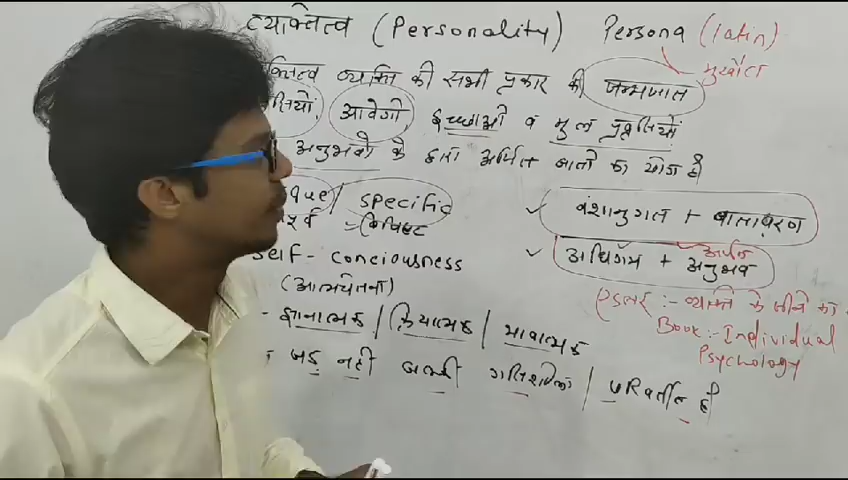 व्यक्तित्व (Personality) Persona (latin)
मुखौटा
व्यक्ति की सभी प्रकार की जन्मजात
आवेगो इच्छाओ व मुल प्रवृतियों
अनुभवो के द्वारा अर्जित बातो का योग है
que / specific
वंशानुगत + वातावरण
self - conciousness
अधिगम + अनुभव
अर्जन
(आत्मचेतना)
- ज्ञानात्मक / क्रियात्मक / भावात्मक
एडलर :- व्यक्ति के जीने का
Book :- Individual
Psychology
जड़ नही बल्की / परिवर्तीत है